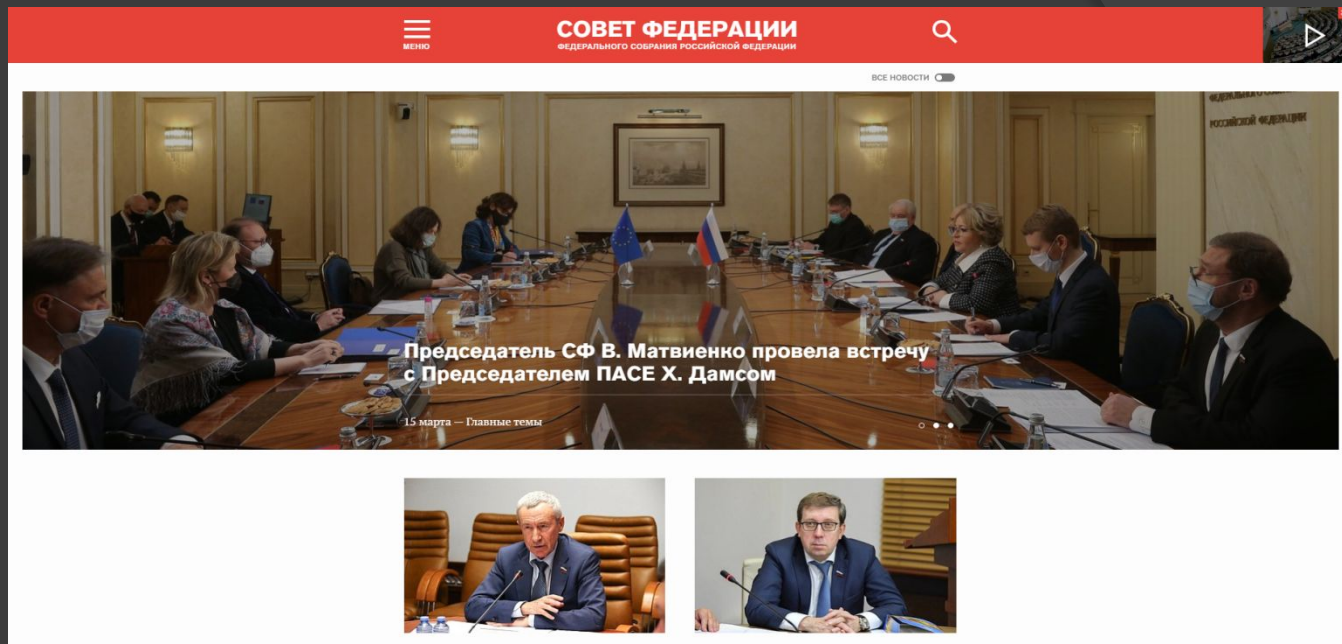 МЕНЮ
СОВЕТ ФЕДЕРАЦИИ
ФЕДЕРАЛЬНОГО СОБРАНИЯ РОССИЙСКОЙ ФЕДЕРАЦИИ
ВСЕ НОВОСТИ
ФЕДЕРАЛЬНОГО
РОССИЙСКОЙ ФЕДЕРАЦИИ
Председатель СФ В. Матвиенко провела встречу
с Председателем ПАСЕ Х. Дамсом
15 марта — Главные темы